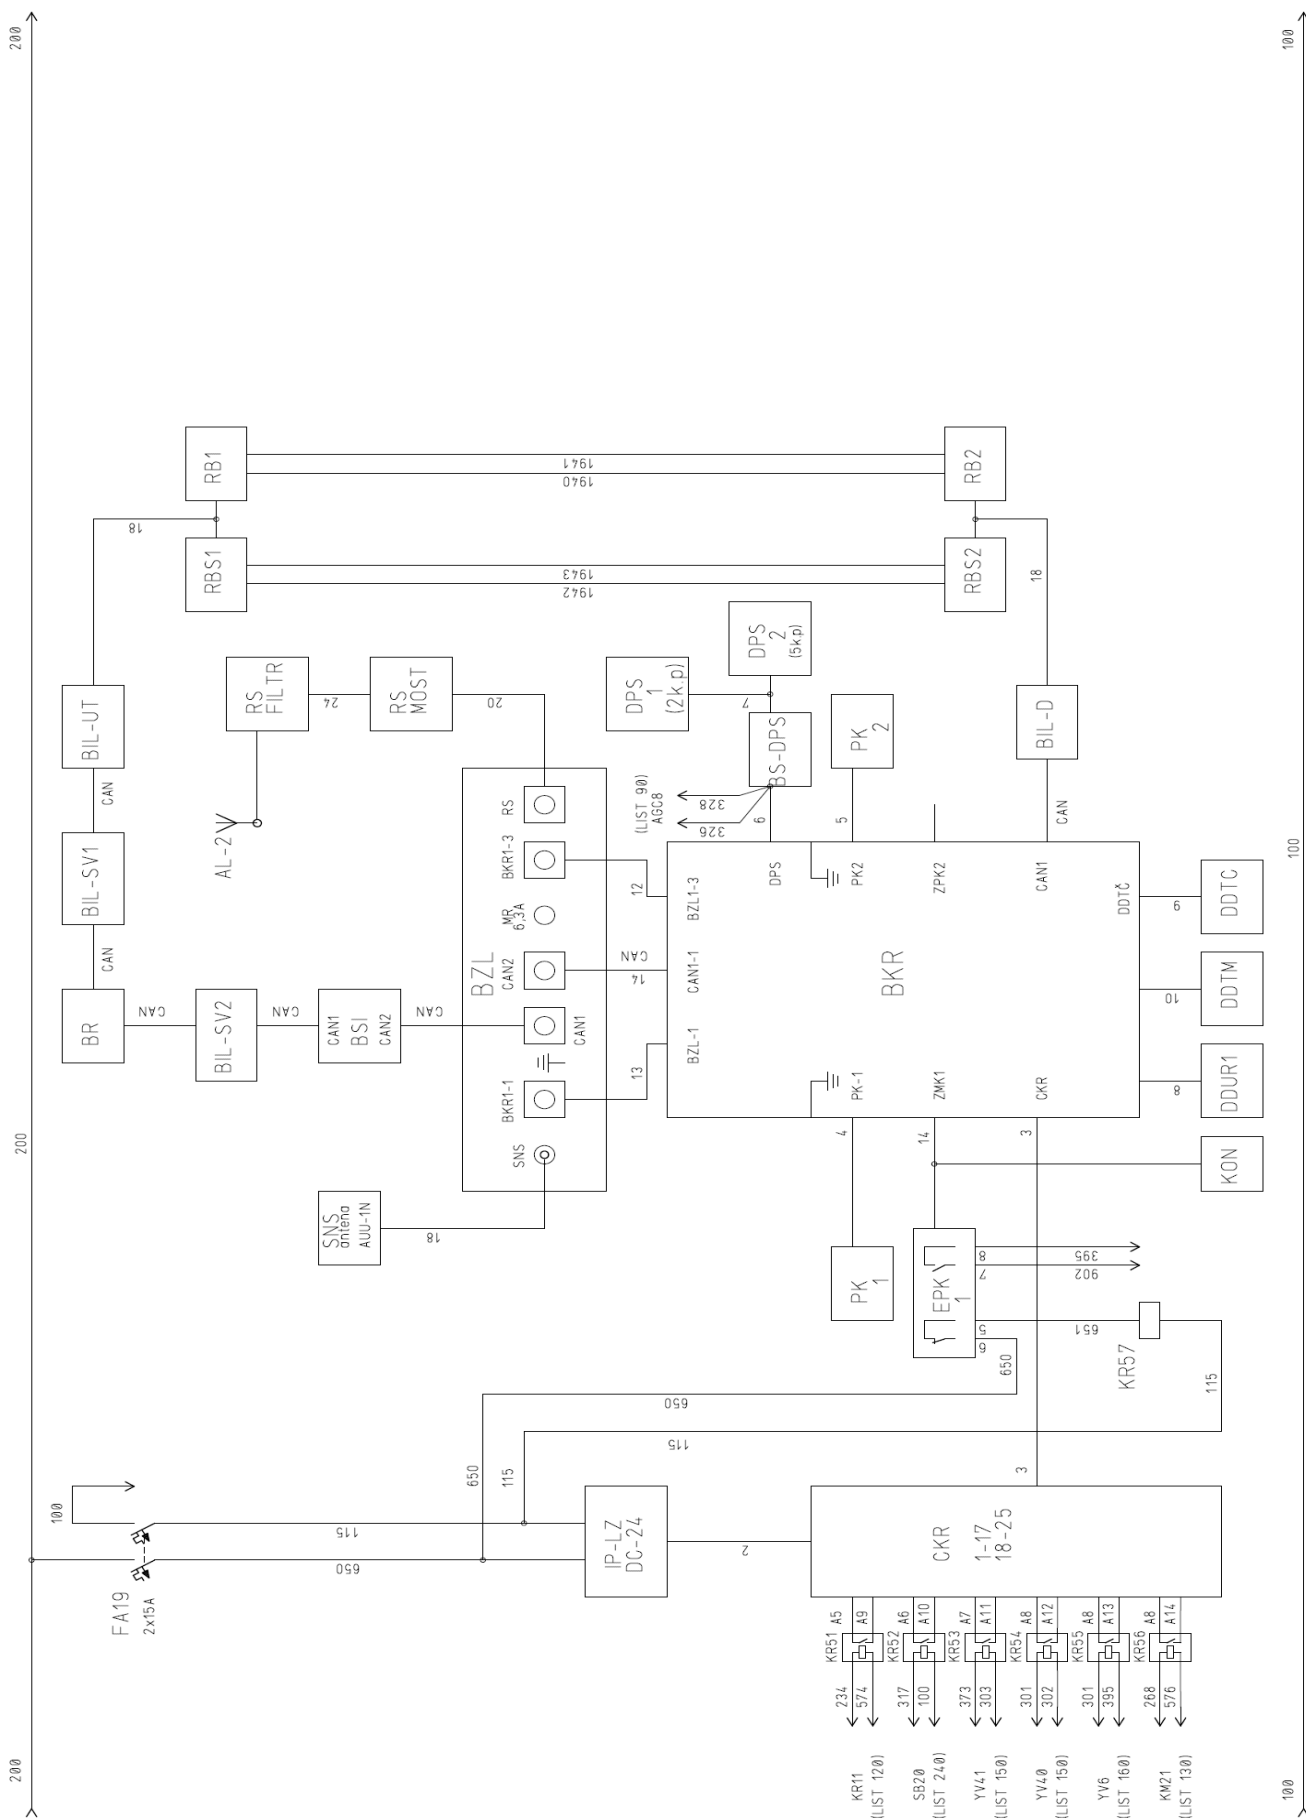 200
200
200
FA19
2x15A
100
650
115
650
115
650
115
650
IP-LZ
DC-24
2
CKR
1-17
18-25
3
KR51
A5
A9
KR52
A6
A10
KR53
A7
A11
KR54
A8
A12
KR55
A8
A13
KR56
A8
A14
234
574
317
100
373
303
301
302
301
395
268
576
KR11
(LIST 120)
SB20
(LIST 240)
YV41
(LIST 150)
YV40
(LIST 150)
YV6
(LIST 160)
KM21
(LIST 130)
BR
CAN
BIL-SV1
CAN
BIL-UT
18
CAN
BIL-SV2
CAN
CAN1
BSI
CAN2
CAN
SNS
antena
AUU-1N
18
AL-2
RS
FILTR
24
RS
MOST
20
RBS1
RB1
1942
1943
1940
1941
RBS2
RB2
18
BZL
SNS
BKR1-1
CAN1
CAN2
MR
6,3A
BKR1-3
RS
13
14
CAN
12
BZL-1
CAN1-1
BZL1-3
BKR
DPS
PK-1
PK2
ZMK1
ZPK2
CKR
CAN1
DDTČ
(LIST 90)
AGC8
326
328
6
BS-DPS
7
DPS
1
(2k.p)
DPS
2
(5k.p)
5
PK
2
CAN
BIL-D
4
PK
1
14
3
EPK
1
6
5
7
8
650
651
902
395
KR57
115
KON
8
DDUR1
10
DDTM
9
DDTC
100
100
100